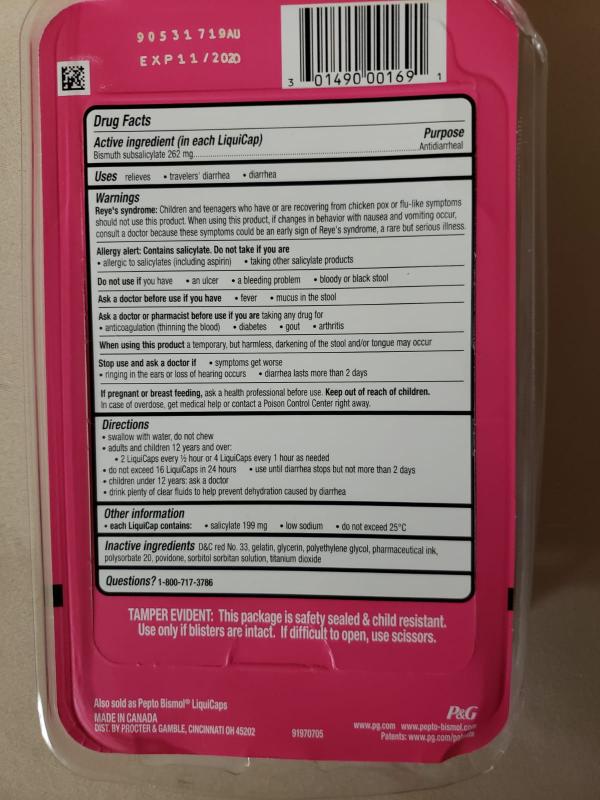 90531719AU
EXP11/2020
3 01490 00169 1
Drug Facts
Active ingredient (in each LiquiCap) Purpose
Bismuth subsalicylate 262 mg..........Antidiarrheal
Uses relieves • travelers' diarrhea • diarrhea
Warnings
Reye's syndrome: Children and teenagers who have or are recovering from chicken pox or flu-like symptoms
should not use this product. When using this product, if changes in behavior with nausea and vomiting occur,
consult a doctor because these symptoms could be an early sign of Reye's syndrome, a rare but serious illness.
Allergy alert: Contains salicylate. Do not take if you are
• allergic to salicylates (including aspirin) • taking other salicylate products
Do not use if you have • an ulcer • a bleeding problem • bloody or black stool
Ask a doctor before use if you have • fever • mucus in the stool
Ask a doctor or pharmacist before use if you are taking any drug for
• anticoagulation (thinning the blood) • diabetes • gout • arthritis
When using this product a temporary, but harmless, darkening of the stool and/or tongue may occur
Stop use and ask a doctor if • symptoms get worse
• ringing in the ears or loss of hearing occurs • diarrhea lasts more than 2 days
If pregnant or breast feeding, ask a health professional before use. Keep out of reach of children.
In case of overdose, get medical help or contact a Poison Control Center right away.
Directions
• swallow with water, do not chew
• adults and children 12 years and over:
• 2 LiquiCaps every ½ hour or 4 LiquiCaps every 1 hour as needed
• do not exceed 16 LiquiCaps in 24 hours • use until diarrhea stops but not more than 2 days
• children under 12 years: ask a doctor
• drink plenty of clear fluids to help prevent dehydration caused by diarrhea
Other information
• each LiquiCap contains: • salicylate 199 mg • low sodium • do not exceed 25°C
Inactive ingredients D&C red No. 33, gelatin, glycerin, polyethylene glycol, pharmaceutical ink,
polysorbate 20, povidone, sorbitol sorbitan solution, titanium dioxide
Questions? 1-800-717-3786
TAMPER EVIDENT: This package is safety sealed & child resistant.
Use only if blisters are intact. If difficult to open, use scissors.
Also sold as Pepto Bismol® LiquiCaps
MADE IN CANADA
DIST. BY PROCTER & GAMBLE, CINCINNATI OH 45202
91970705
P&G
www.pg.com www.pepto-bismol.com
Patents: www.pg.com/patents